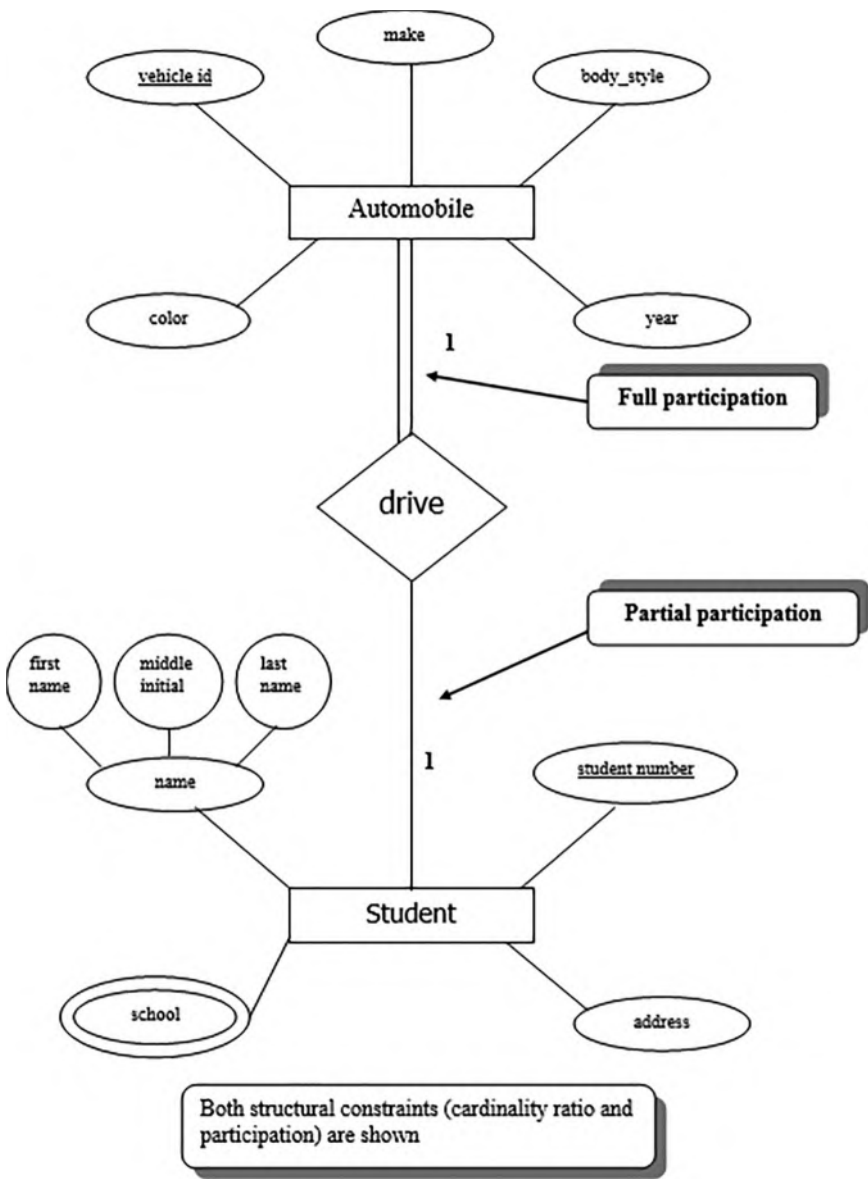 make
vehicle id
body_style
Automobile
color
year
1
Full participation
drive
Partial participation
first
name
middle
initial
last
name
1
name
student number
Student
school
address
Both structural constraints (cardinality ratio and
participation) are shown